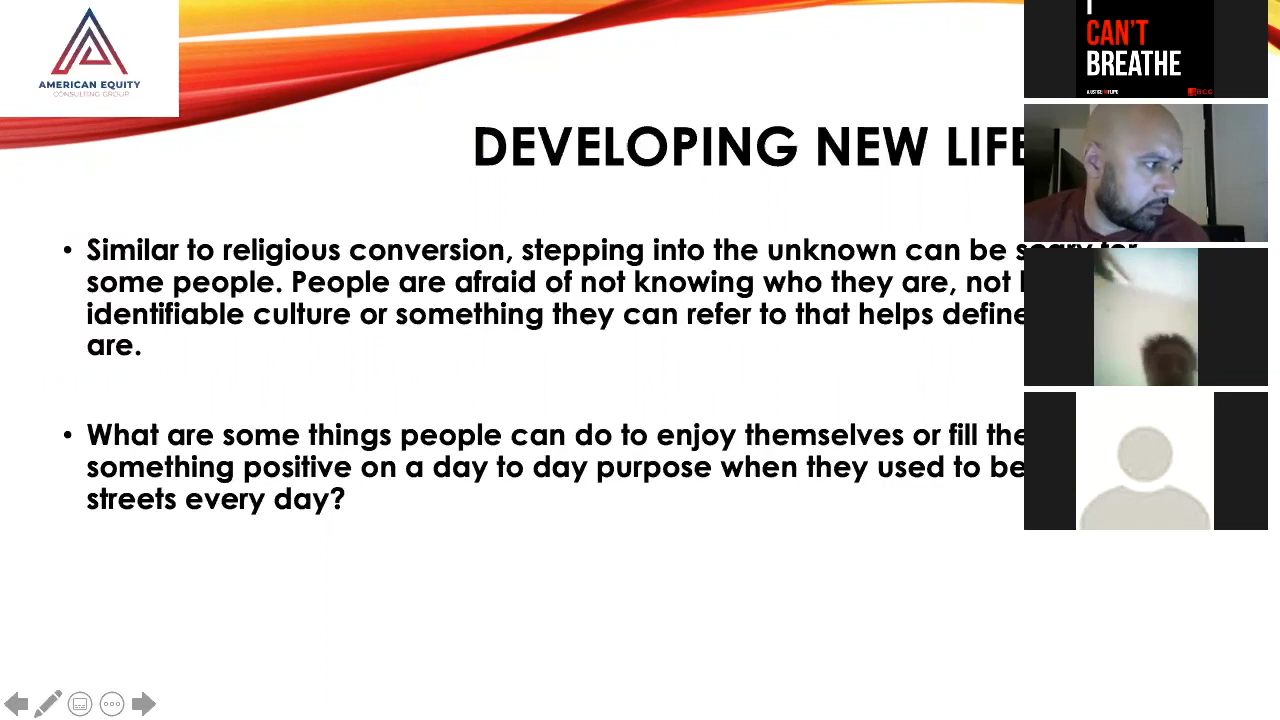 AMERICAN EQUITY
CONSULTING GROUP
I
CAN'T
BREATHE
DEVELOPING NEW LIFE
• Similar to religious conversion, stepping into the unknown can be scary for
some people. People are afraid of not knowing who they are, not
identifiable culture or something they can refer to that helps define
are.
• What are some things people can do to enjoy themselves or fill the
something positive on a day to day purpose when they used to be
streets every day?